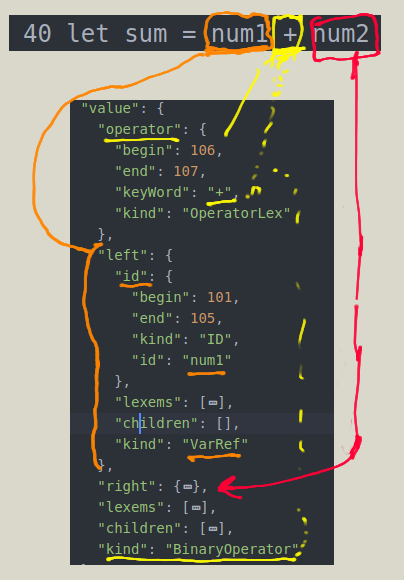 40 let sum = num1 + num2
"value": {
"operator": {
"begin": 106,
"end": 107,
"keyWord": "+",
"kind": "OperatorLex"
},
"left": {
"id": {
"begin": 101,
"end": 105,
"kind": "ID",
"id": "num1"
},
"lexems": [↔],
"children": [],
"kind": "VarRef"
},
"right": {↔},
"lexems": [↔],
"children": [↔],
"kind": "BinaryOperator"